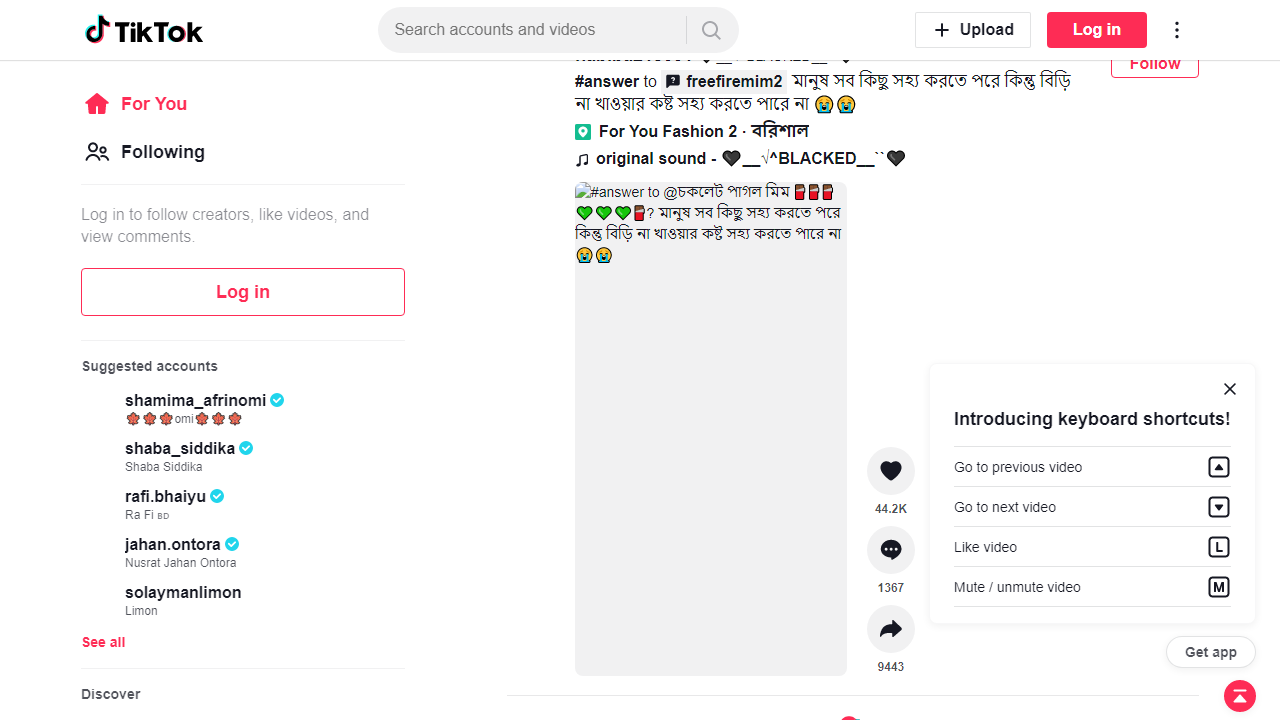 TikTok
Search accounts and videos
Upload
Log in
For You
Following
Log in to follow creators, like videos, and
view comments.
Log in
Suggested accounts
shamima_afrinomi
🍁🍁🍁omi🍁🍁🍁
shaba_siddika
Shaba Siddika
rafi.bhaiyu
Ra Fi ʙᴅ
jahan.ontora
Nusrat Jahan Ontora
solaymanlimon
Limon
See all
Discover
Follow
#answer to freefiremim2 মানুষ সব কিছু সহ্য করতে পরে কিন্তু বিড়ি
না খাওয়ার কষ্ট সহ্য করতে পারে না 😭😭
For You Fashion 2 · বরিশাল
original sound - 🖤__√^BLACKED__``🖤
#answer to @চকলেট পাগল মিম 🍫🍫🍫
💚💚💚🍫? মানুষ সব কিছু সহ্য করতে পরে
কিন্তু বিড়ি না খাওয়ার কষ্ট সহ্য করতে পারে না
😭😭
44.2K
1367
9443
Introducing keyboard shortcuts!
Go to previous video
Go to next video
Like video L
Mute / unmute video M
Get app